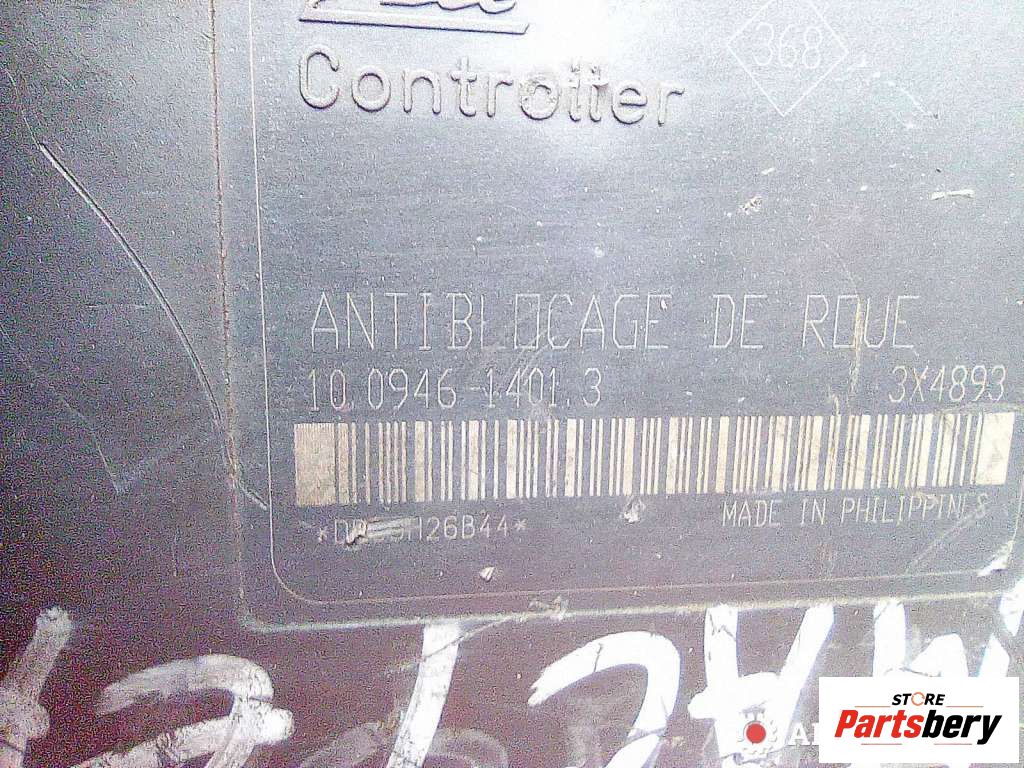 Controller
368
ANTIBLOCAGE DE ROUE
10.0946-1401.3 3X4893
MADE IN PHILIPPINES
STORE
Partsbery